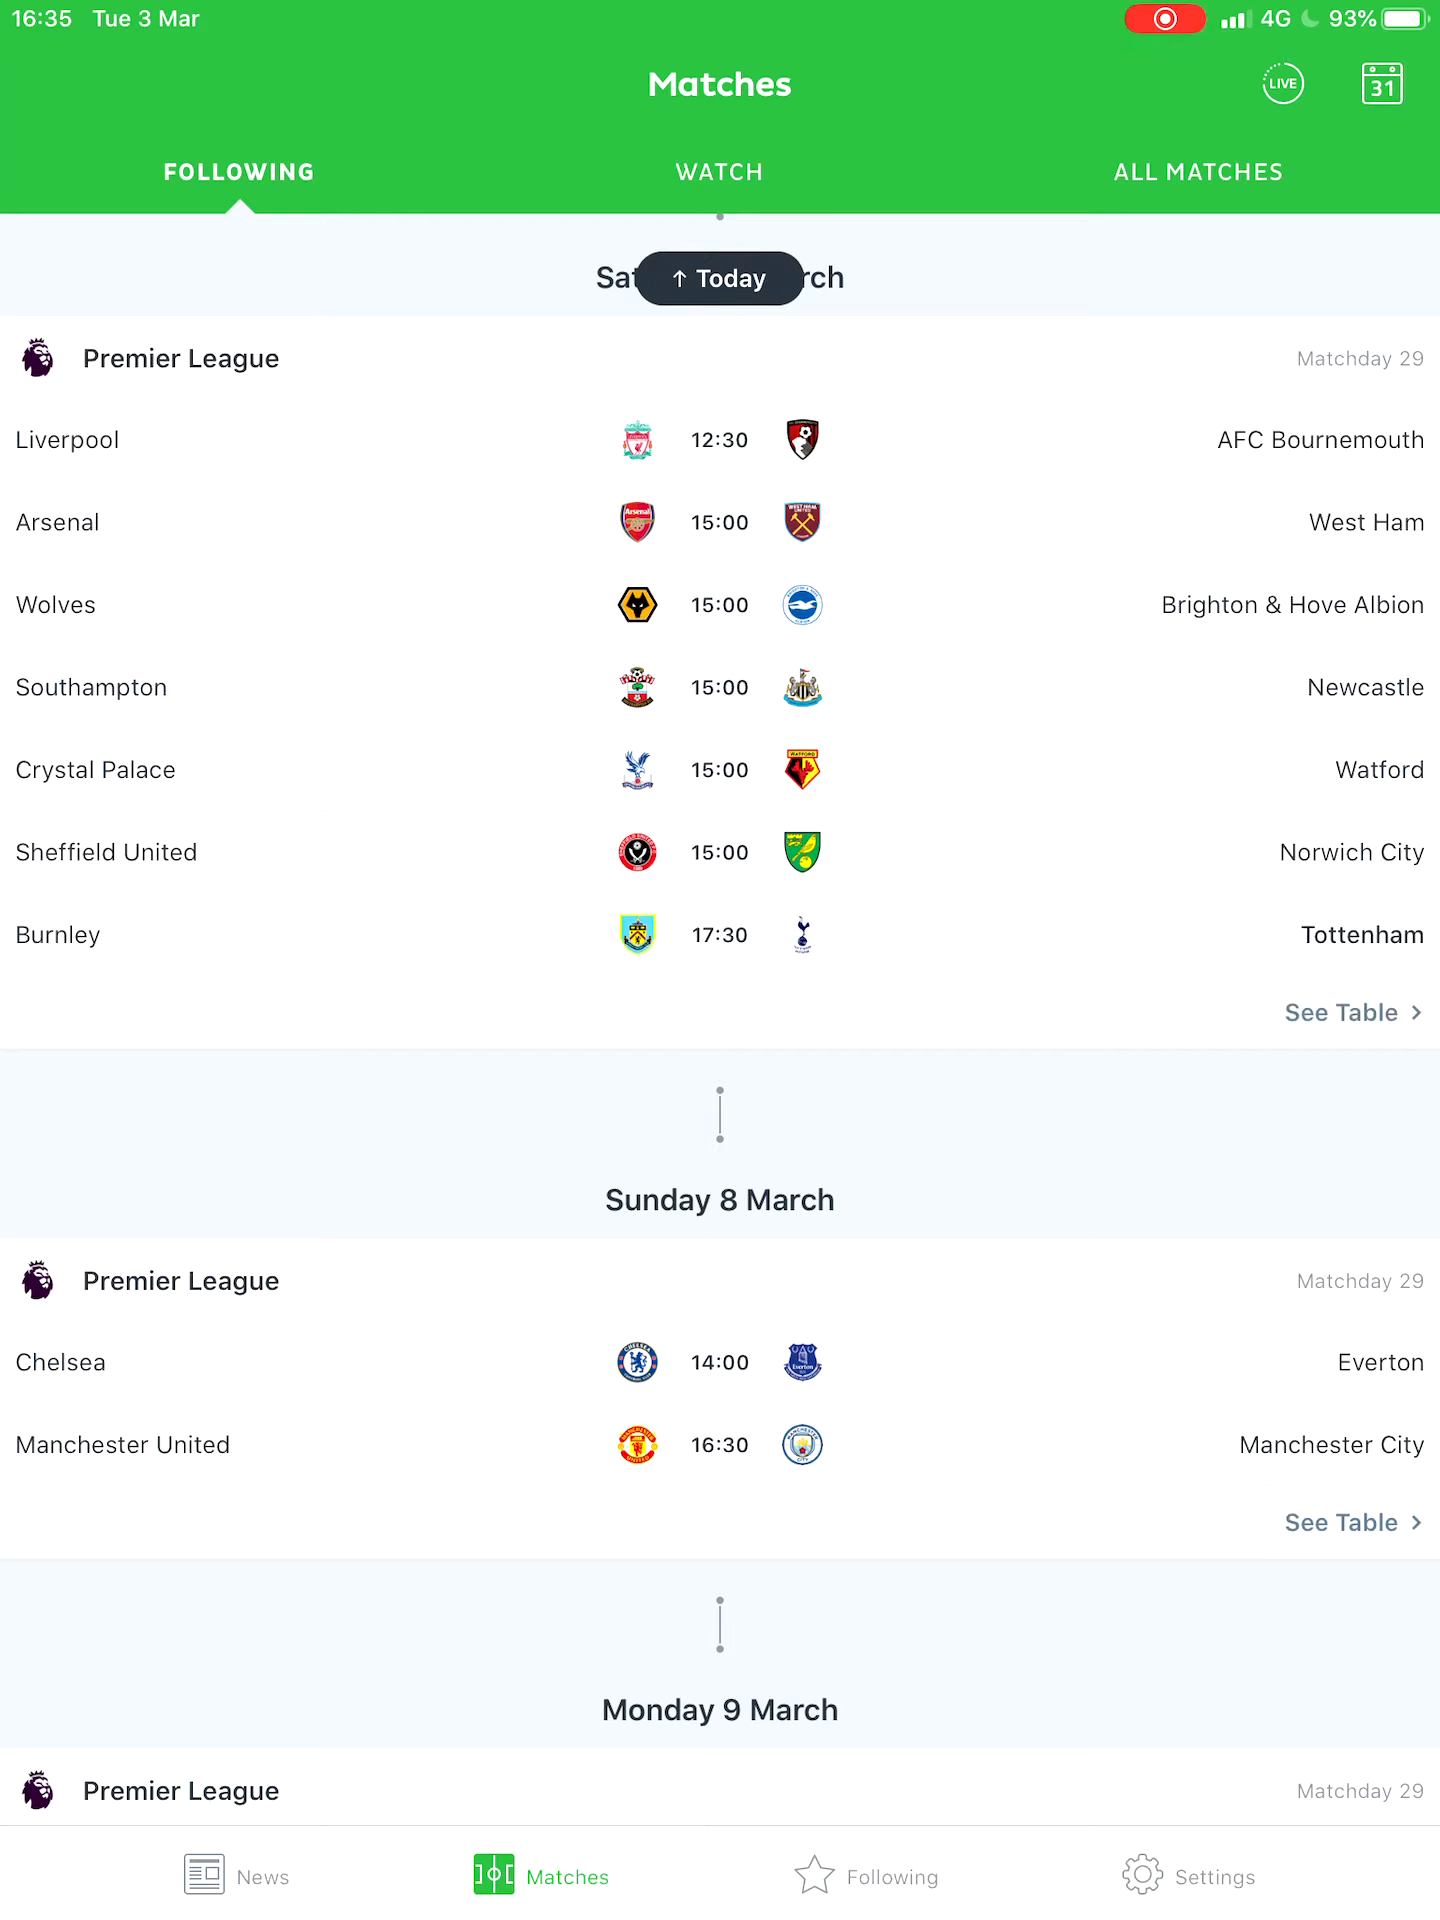 16:35 Tue 3 Mar 4G 93%
Matches LIVE 31
FOLLOWING WATCH ALL MATCHES
↑ Today
Premier League Matchday 29
Liverpool 12:30 AFC Bournemouth
Arsenal 15:00 West Ham
Wolves 15:00 Brighton & Hove Albion
Southampton 15:00 Newcastle
Crystal Palace 15:00 Watford
Sheffield United 15:00 Norwich City
Burnley 17:30 Tottenham
See Table >
Sunday 8 March
Premier League Matchday 29
Chelsea 14:00 Everton
Manchester United 16:30 Manchester City
See Table >
Monday 9 March
Premier League Matchday 29
News Matches Following Settings